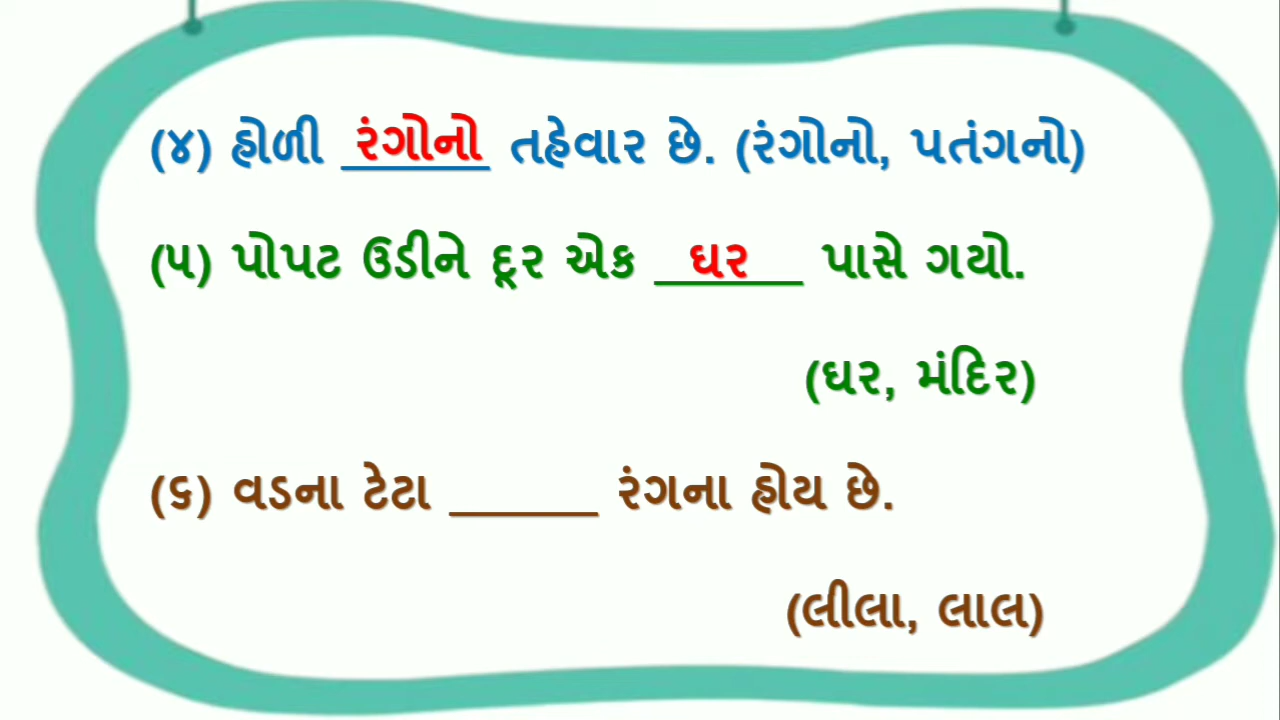 (૪) હોળી રંગોનો તહેવાર છે. (રંગોનો, પતંગનો)
(૫) પોપટ ઉડીને દૂર એક ઘર પાસે ગયો.
(ઘર, મંદિર)
(૬) વડના ટેટા ______ રંગના હોય છે.
(લીલા, લાલ)